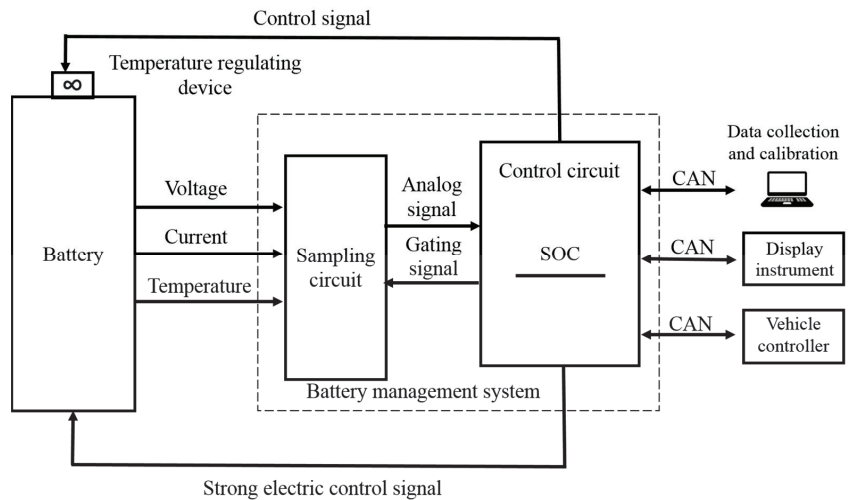 Control signal
Temperature regulating
device
∞
Data collection
and calibration
Battery
Voltage
Current
Temperature
Sampling
circuit
Analog
signal
Gating
signal
Control circuit
SOC
CAN
CAN
Display
instrument
CAN
Vehicle
controller
Battery management system
Strong electric control signal